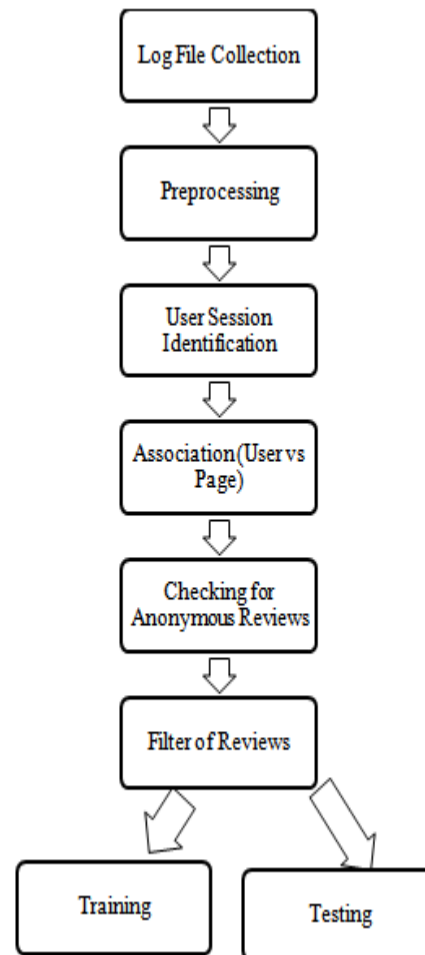 Log File Collection
Preprocessing
User Session
Identification
Association(User vs
Page)
Checking for
Anonymous Reviews
Filter of Reviews
Training
Testing